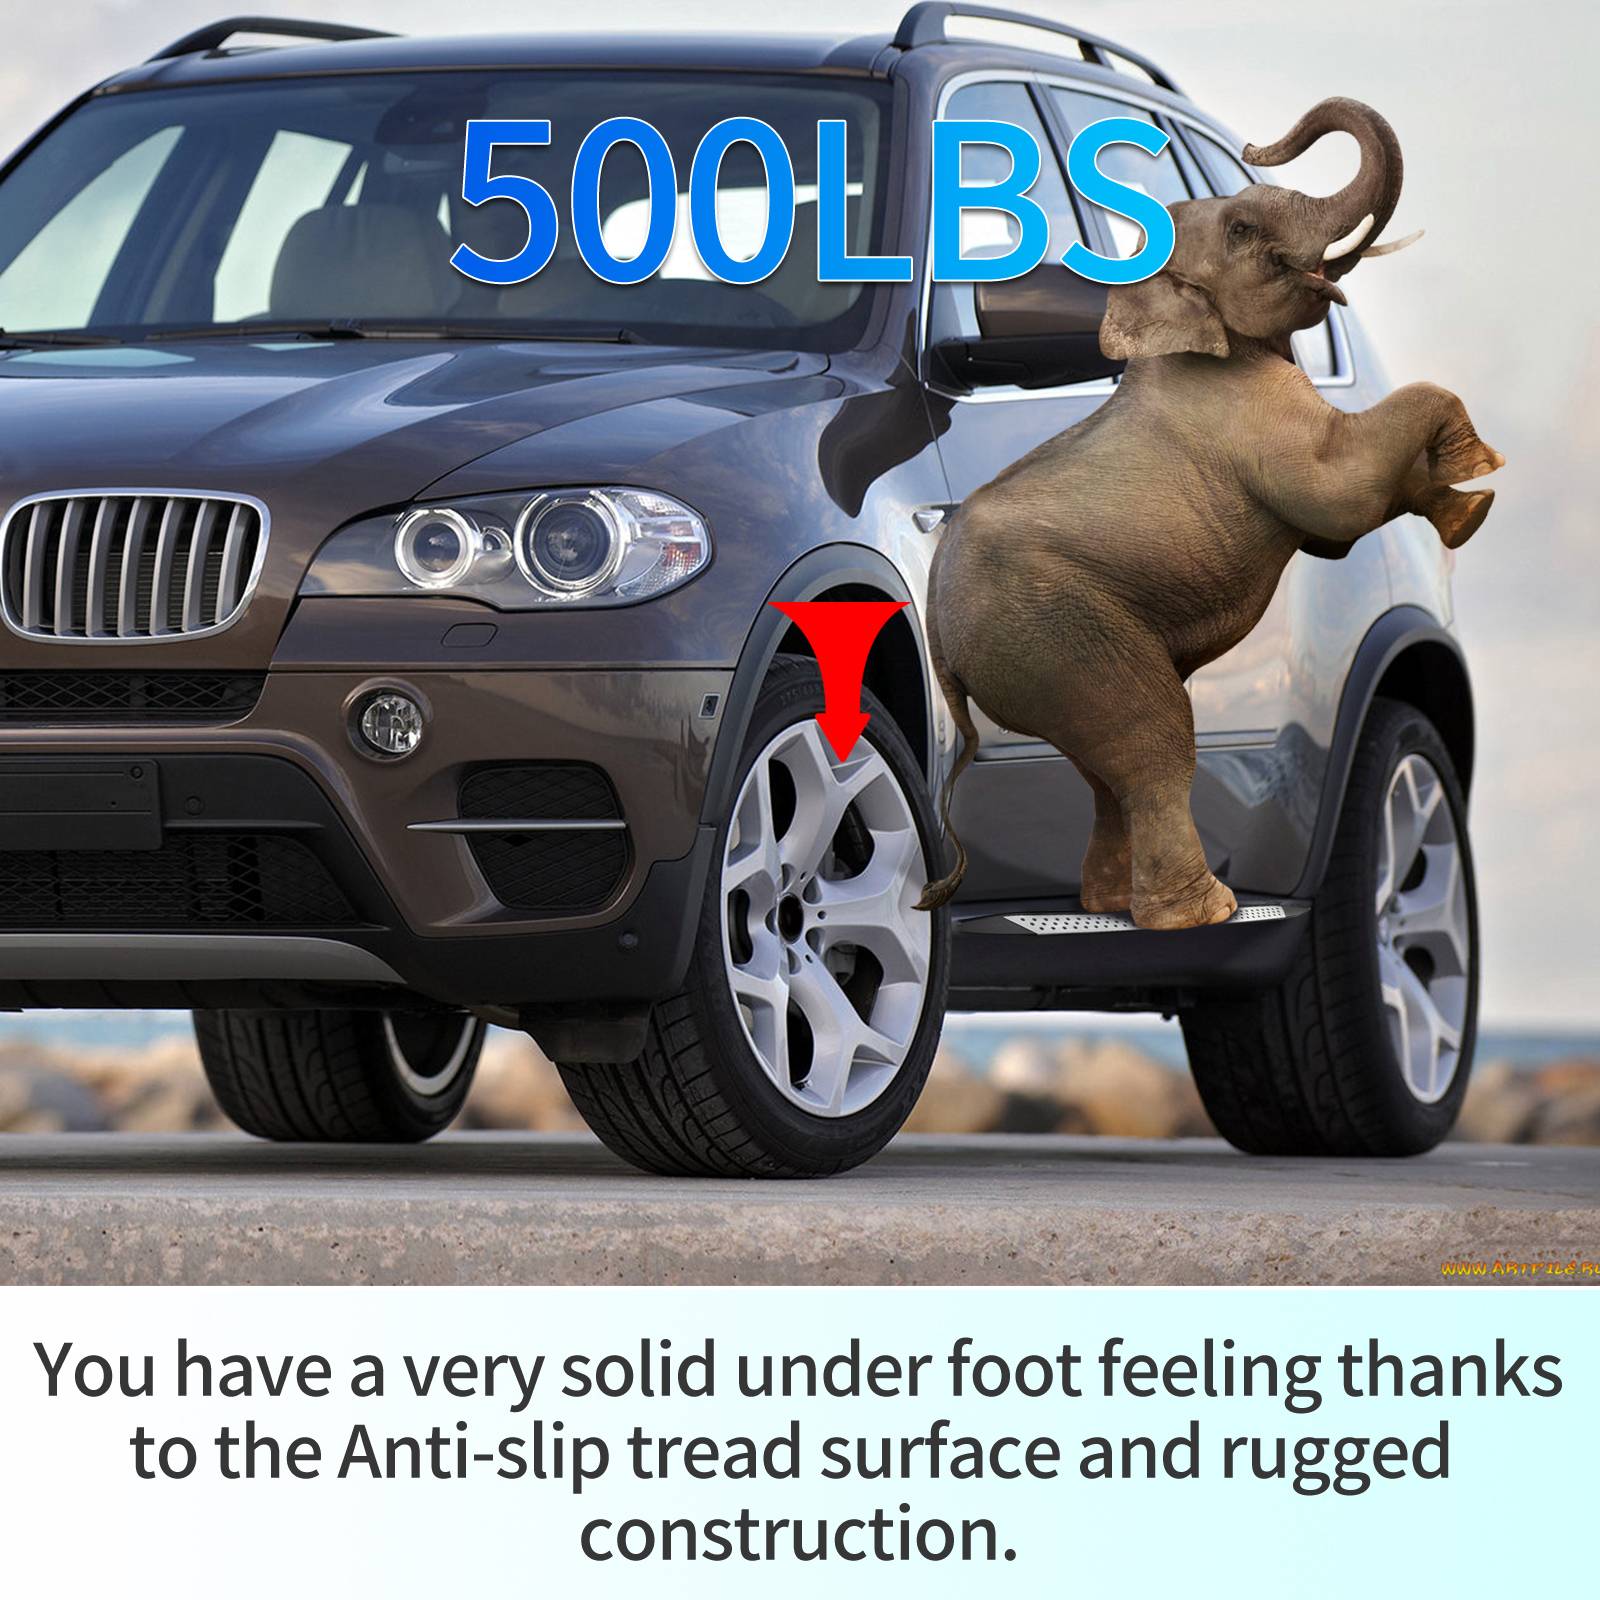 500LBS
WWW.ARTFILE.RU
You have a very solid under foot feeling thanks
to the Anti-slip tread surface and rugged
construction.